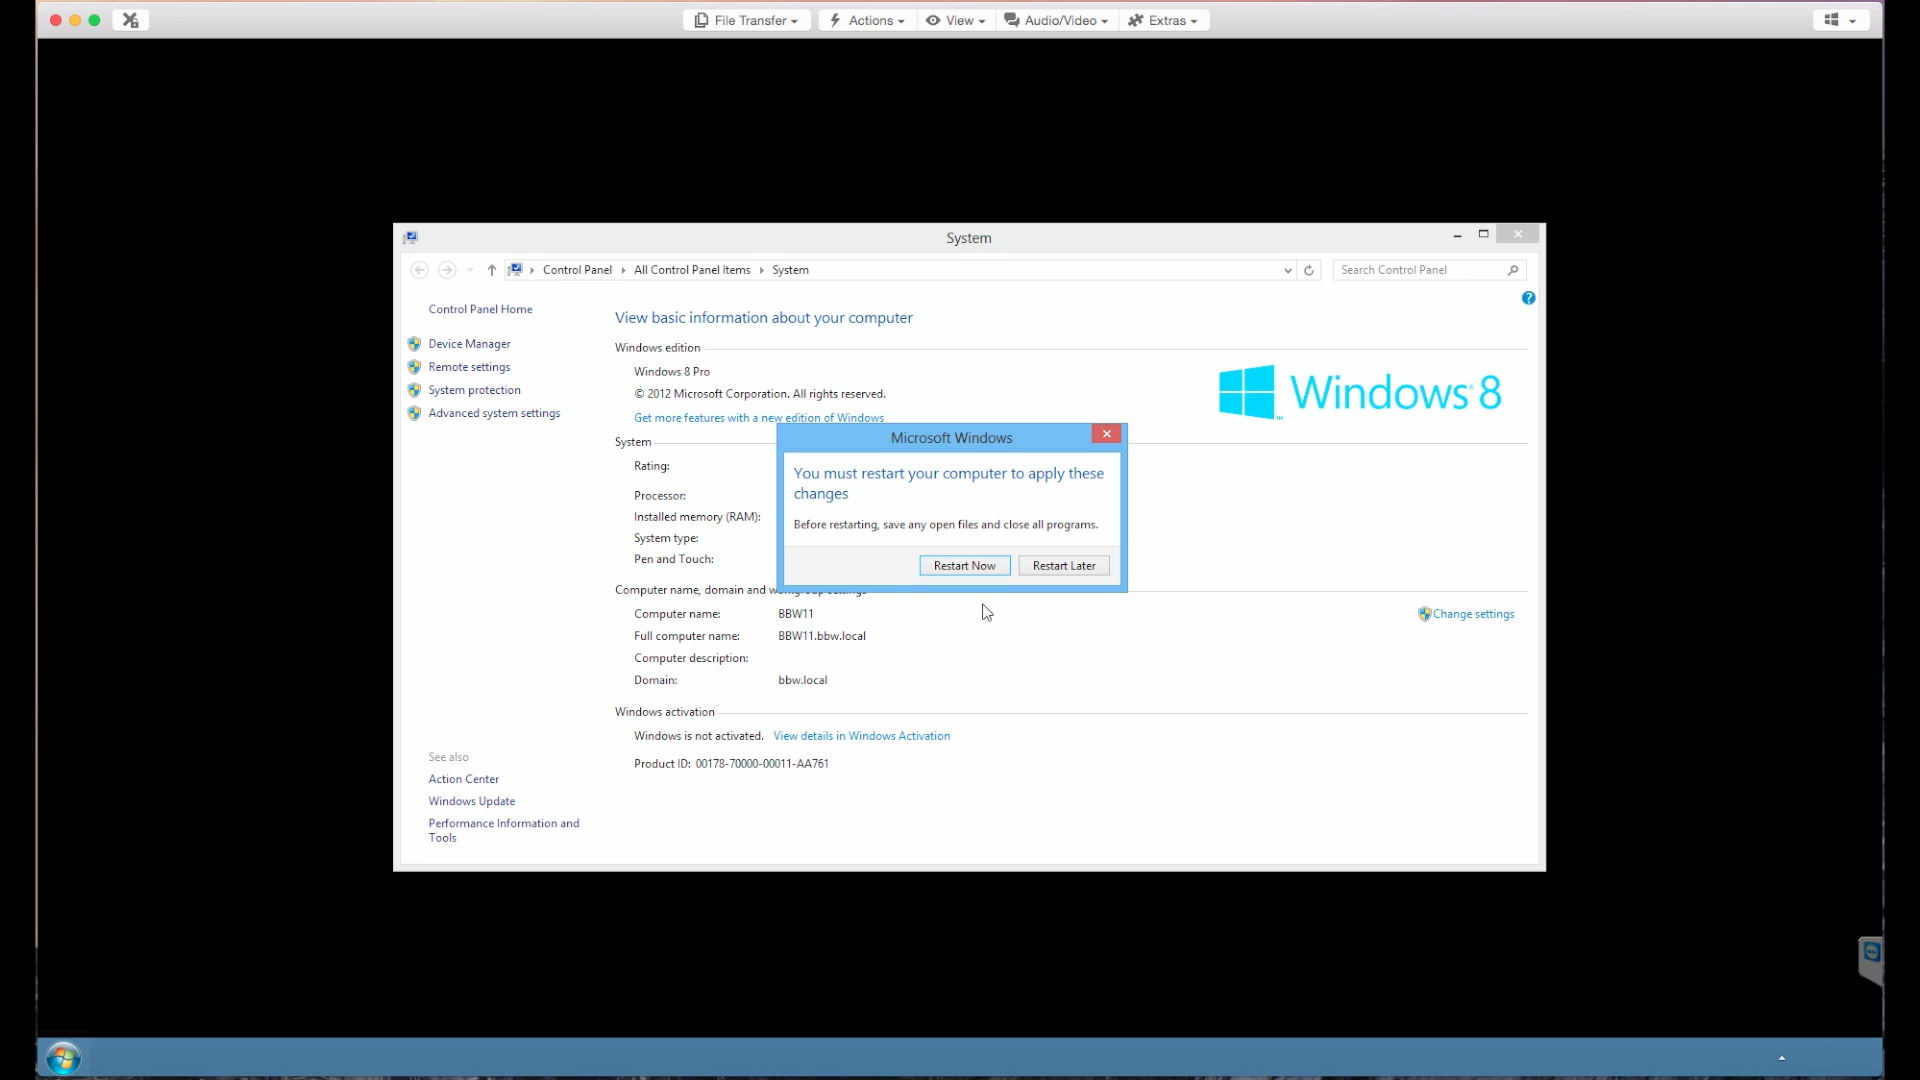 File Transfer
Actions
View
Audio/Video
Extras
System
Control Panel
All Control Panel Items
System
Search Control Panel
Control Panel Home
Device Manager
Remote settings
System protection
Advanced system settings
View basic information about your computer
Windows edition
Windows 8 Pro
© 2012 Microsoft Corporation. All rights reserved.
Get more features with a new edition of Windows
Windows 8
System
Rating:
Processor:
Installed memory (RAM):
System type:
Pen and Touch:
Microsoft Windows
You must restart your computer to apply these
changes
Before restarting, save any open files and close all programs.
Restart Now
Restart Later
Computer name, domain and
Computer name: BBW11
Change settings
Full computer name: BBW11.bbw.local
Computer description:
Domain: bbw.local
Windows activation
Windows is not activated. View details in Windows Activation
Product ID: 00178-70000-00011-AA761
See also
Action Center
Windows Update
Performance Information and
Tools